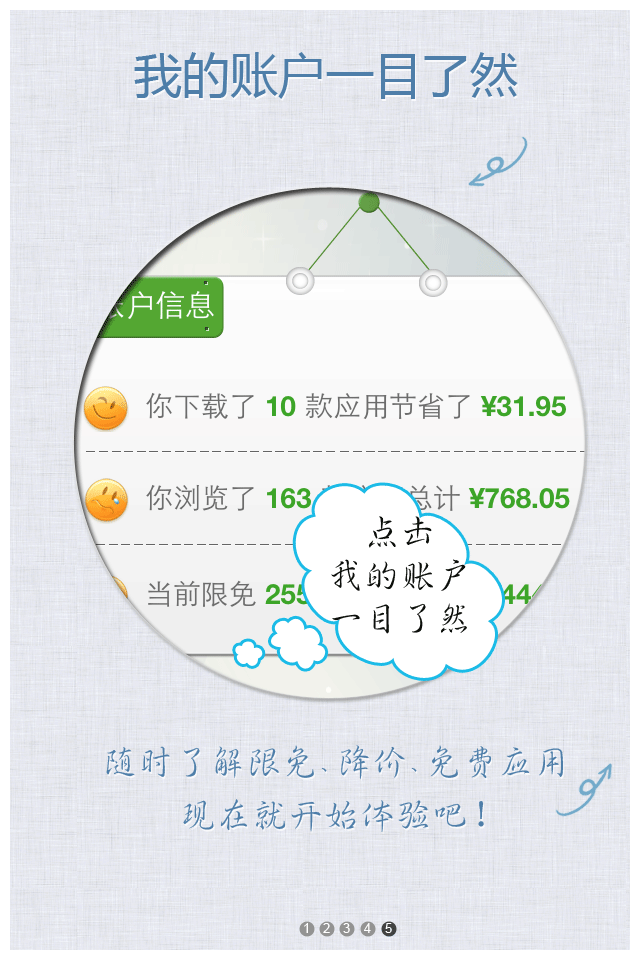 我的账户一目了然
账户信息
你下载了 10 款应用节省了 ¥31.95
你浏览了 163 总计 ¥768.05
当前限免 255 44
点击
我的账户
一目了然
随时了解限免、降价、免费应用
现在就开始体验吧！
1 2 3 4 5